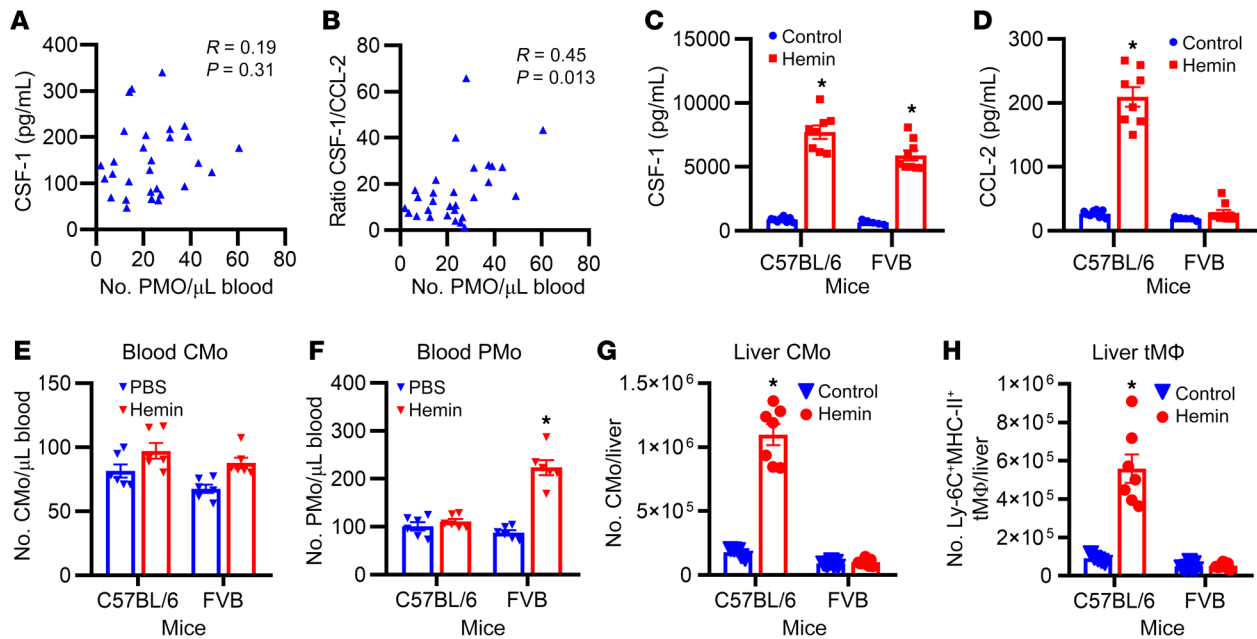 A
CSF-1 (pg/mL)
400
300
200
100
0
R = 0.19
P = 0.31
0 20 40 60 80
No. PMO/μL blood
B
Ratio CSF-1/CCL-2
80
60
40
20
0
R = 0.45
P = 0.013
0 20 40 60 80
No. PMO/μL blood
C
CSF-1 (pg/mL)
15000
10000
5000
0
Control
Hemin
*
*
C57BL/6 FVB
Mice
D
CCL-2 (pg/mL)
300
200
100
0
Control
Hemin
*
C57BL/6 FVB
Mice
E
Blood CMo
No. CMo/μL blood
150
100
50
0
PBS
Hemin
C57BL/6 FVB
Mice
F
Blood PMo
No. PMo/μL blood
400
300
200
100
0
PBS
Hemin
*
C57BL/6 FVB
Mice
G
Liver CMo
No. CMo/liver
1.5×10⁶
1×10⁶
5×10⁵
0
Control
Hemin
*
C57BL/6 FVB
Mice
H
Liver tMΦ
No. Ly-6C⁺MHC-II⁺
tMΦ/liver
1×10⁶
8×10⁵
6×10⁵
4×10⁵
2×10⁵
0
Control
Hemin
*
C57BL/6 FVB
Mice